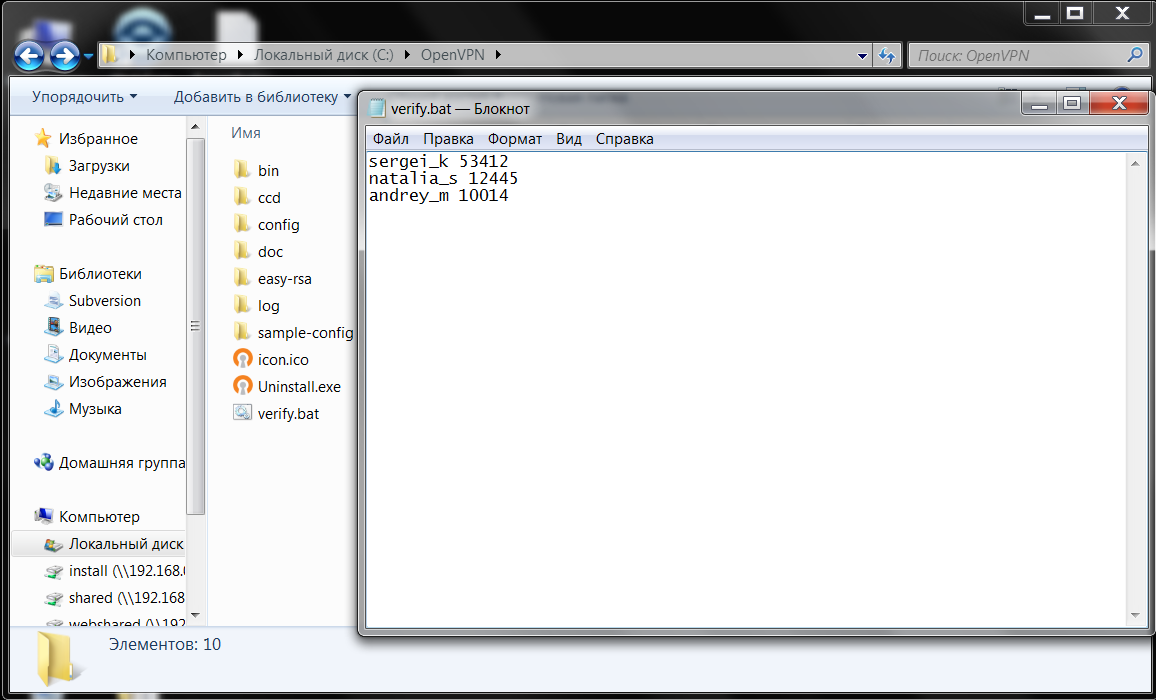 Компьютер Локальный диск (C:) OpenVPN
Поиск: OpenVPN
Упорядочить
Добавить в библиотеку
verify.bat — Блокнот
Файл Правка Формат Вид Справка
sergei_k 53412
natalia_s 12445
andrey_m 10014
Избранное
Загрузки
Недавние места
Рабочий стол
Библиотеки
Subversion
Видео
Документы
Изображения
Музыка
Домашняя группа
Компьютер
Локальный диск
install (\\192.168.
shared (\\192.168
webshared (\\192
Имя
bin
ccd
config
doc
easy-rsa
log
sample-config
icon.ico
Uninstall.exe
verify.bat
Элементов: 10